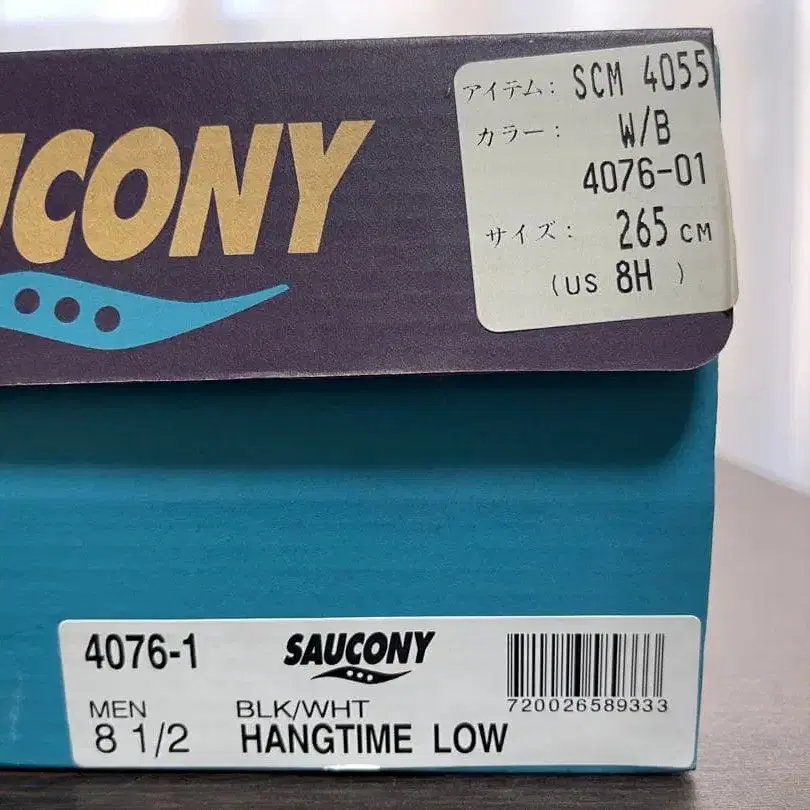 UCONY
アイテム: SCM 4055
カラー: W/B
4076-01
サイズ: 265 CM
(US 8H )
4076-1 SAUCONY
720026589333
MEN BLK/WHT
8 1/2 HANGTIME LOW